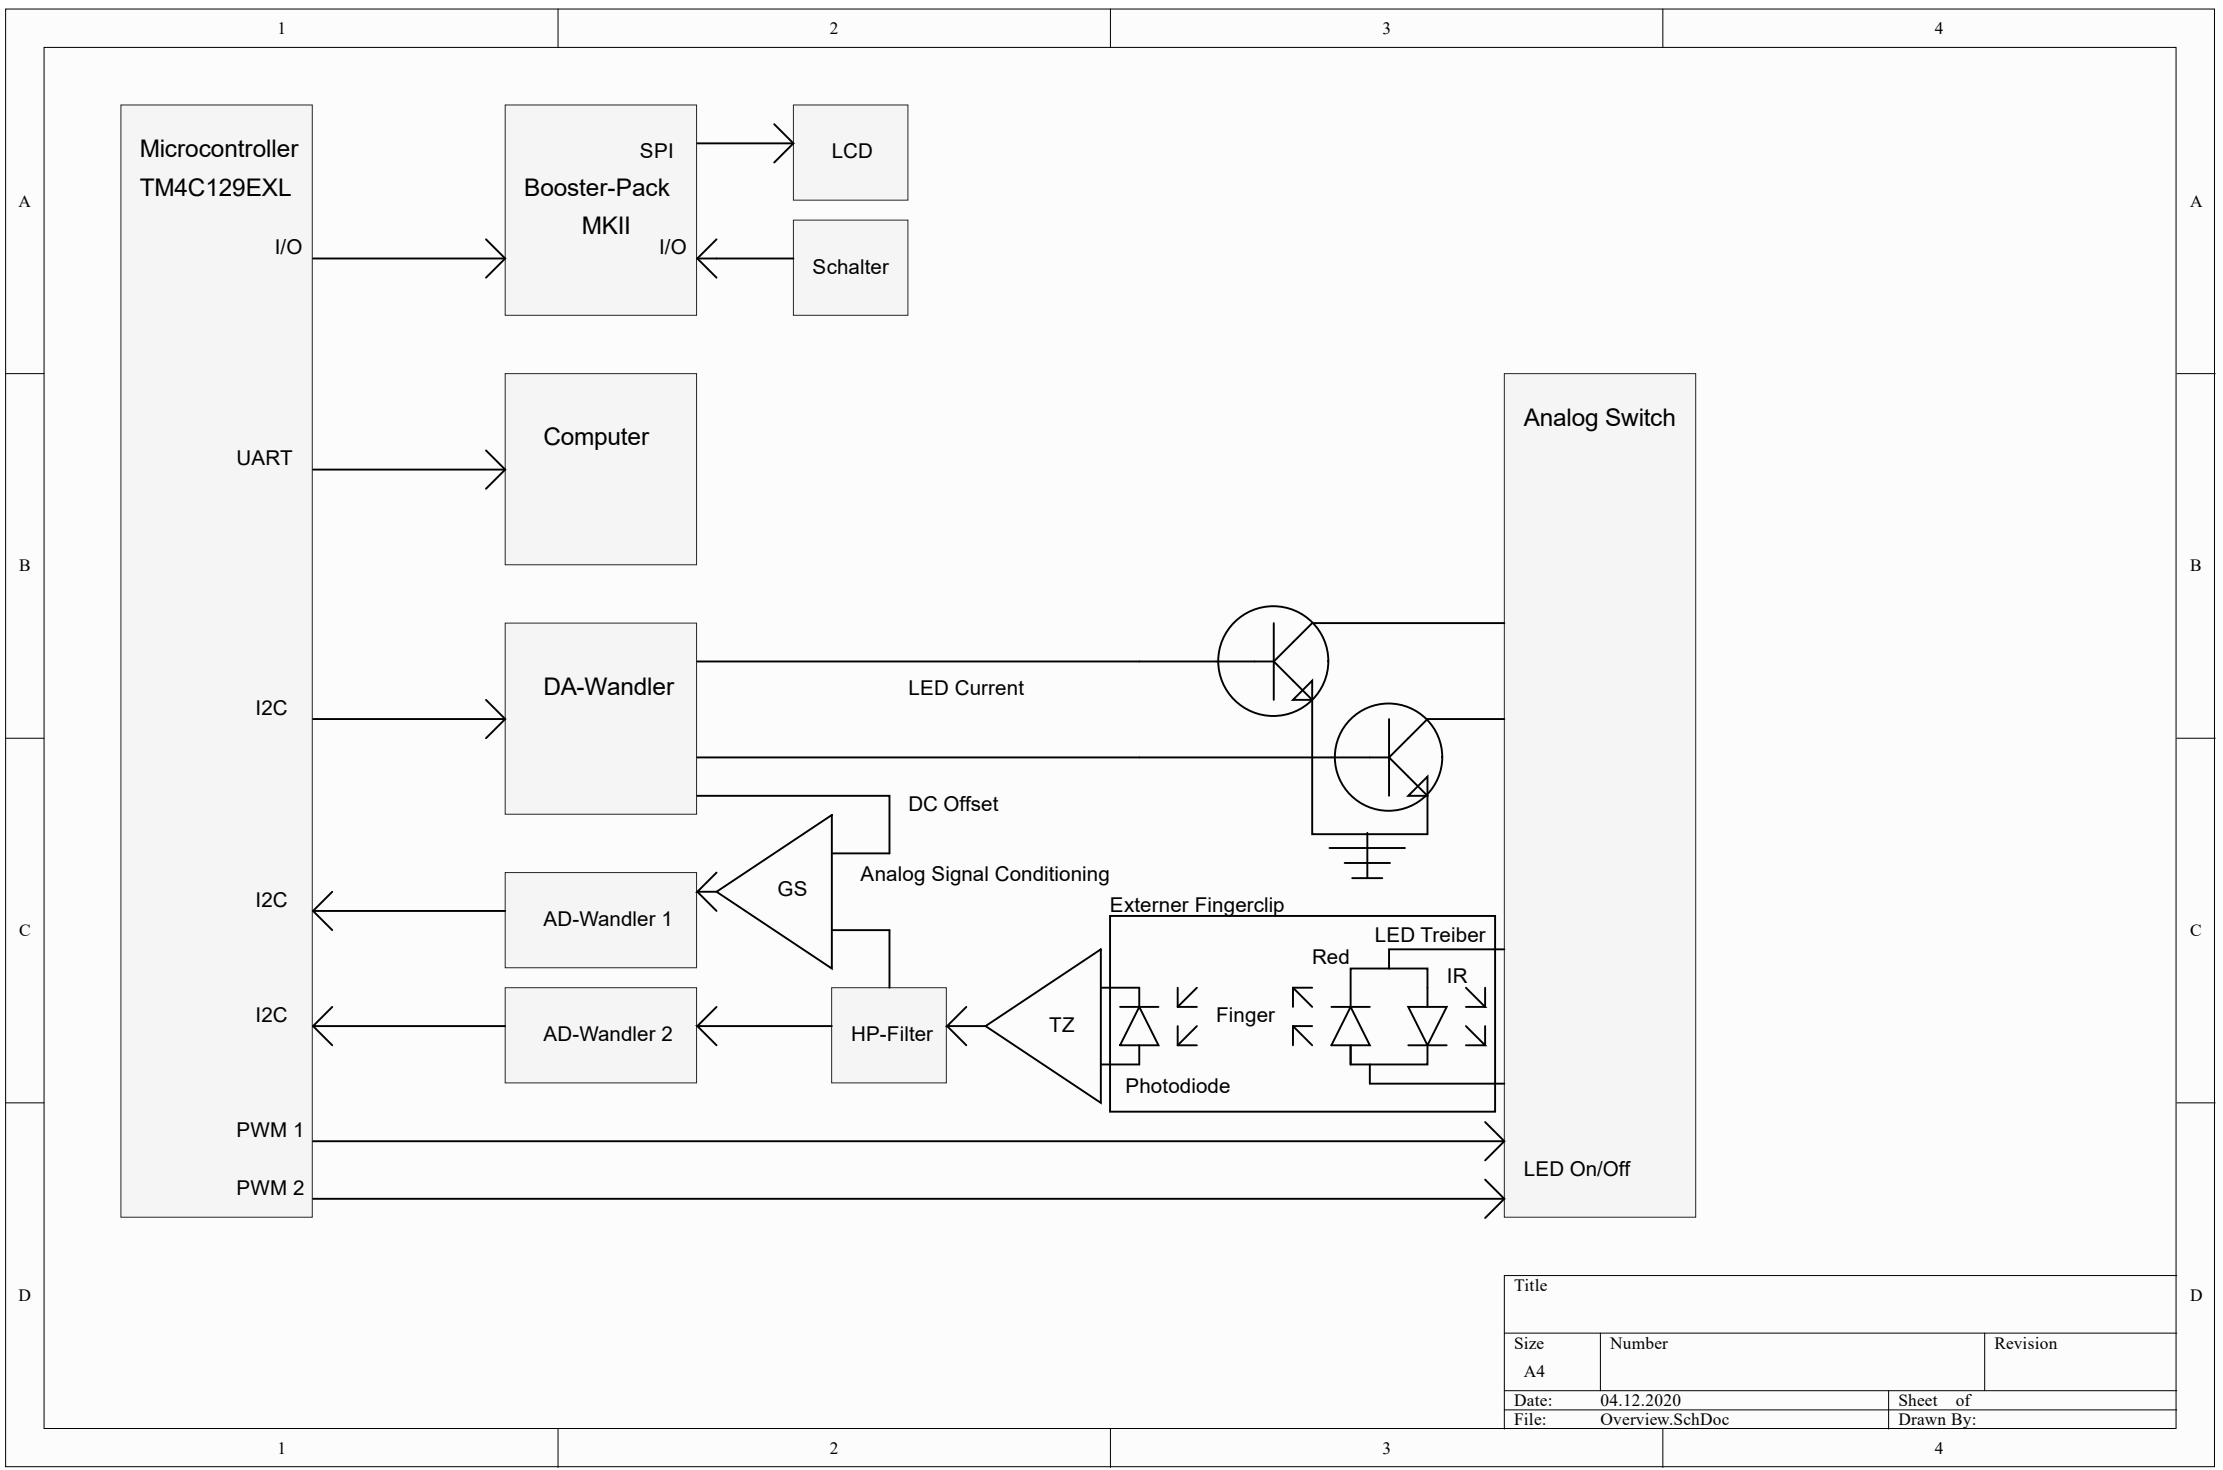 1 2 3 4
A A
Microcontroller
TM4C129EXL
I/O
SPI
Booster-Pack
MKII
I/O
LCD
Schalter
B B
UART
Computer
Analog Switch
I2C
DA-Wandler
LED Current
DC Offset
C C
I2C
AD-Wandler 1
GS
Analog Signal Conditioning
Externer Fingerclip
LED Treiber
Red
IR
I2C
AD-Wandler 2
HP-Filter
TZ
Finger
Photodiode
PWM 1
LED On/Off
PWM 2
D D
Title
Size
Number
Revision
A4
Date: 04.12.2020
Sheet of
File: Overview.SchDoc
Drawn By:
1 2 3 4